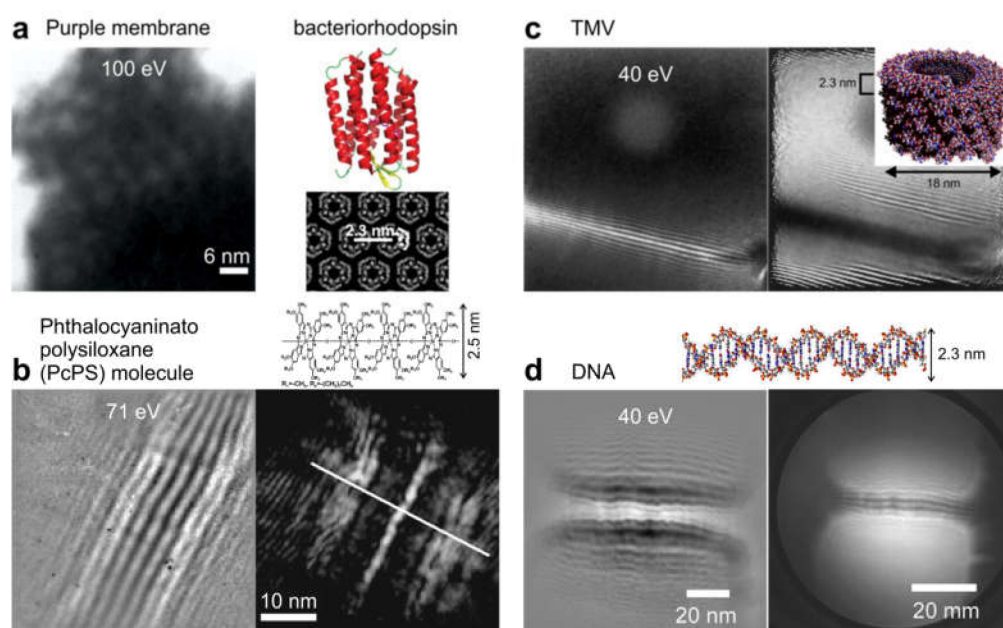 a Purple membrane
bacteriorhodopsin
100 eV
2.3 nm
6 nm
Phthalocyaninato
polysiloxane
(PcPS) molecule
2.5 nm
b
71 eV
10 nm
c TMV
40 eV
2.3 nm
18 nm
2.3 nm
d DNA
40 eV
20 nm
20 mm